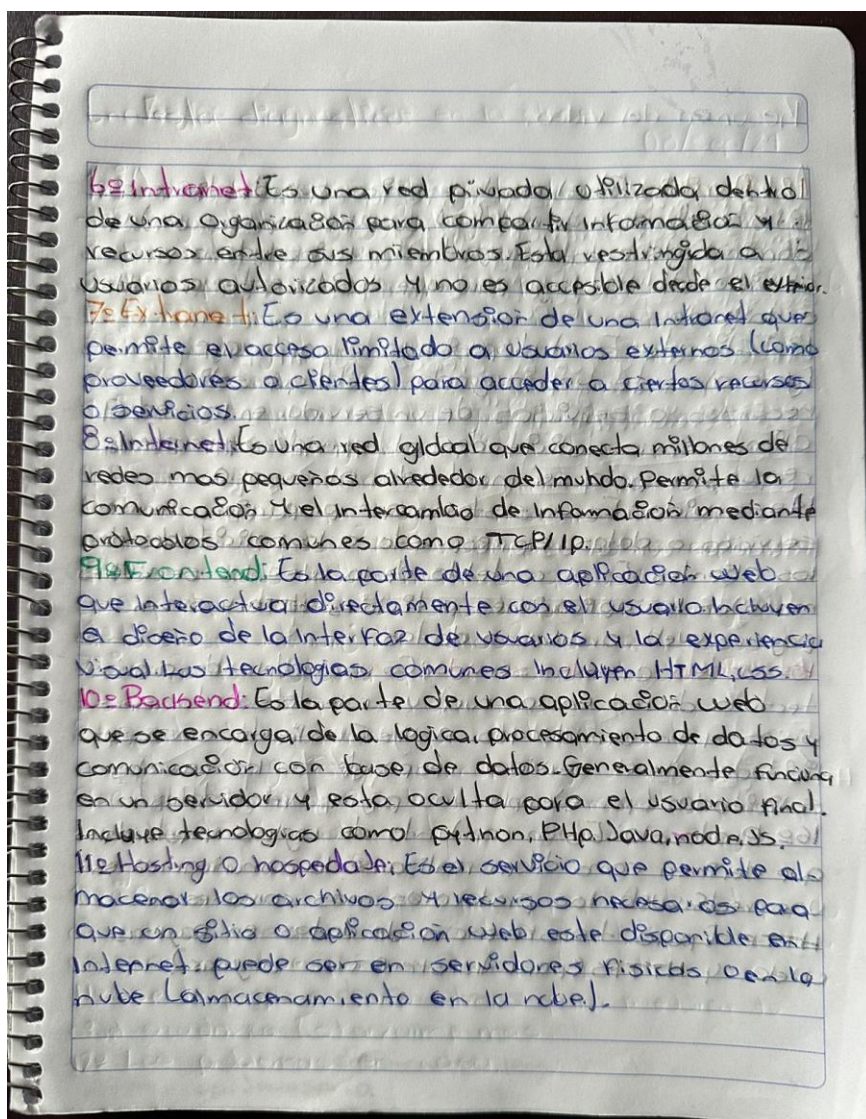 6= Intranet: Es una red privada utilizada dentro
de una organización para compartir información y
recursos entre sus miembros. Esta restringida a
usuarios autorizados y no es accesible desde el exterior.
7= Extranet: Es una extension de una Intranet que
permite el acceso limitado a usuarios externos (como
proveedores o clientes) para acceder a ciertos recursos
o servicios.
8= Internet: Es una red gldoal que conecta millones de
redes mas pequeños alrededor del mundo. Permite la
comunicación y el intercambio de información mediante
protocolos comunes como TCP/Ip.
9= Frontend: Es la parte de una aplicación web
que interactua directamente con el usuario. Incluyen
el diseño de la interfaz de usuarios y la experiencia
visual. Las tecnologias comunes incluyen HTML, css.
10= Backend: Es la parte de una aplicación web
que se encarga de la logica, procesamiento de datos y
comunicación con base de datos. Generalmente funciona
en un servidor y esta oculta para el usuario final.
Incluye tecnologias como python, PHp, Java, node.Js.
11= Hosting o hospedaje: Es el servicio que permite al
macenar los archivos y recursos necesarios para
que un sitio o aplicación web este disponible en
Internet. puede ser en servidores fisicos o en la
nube (almacenamiento en la nube).